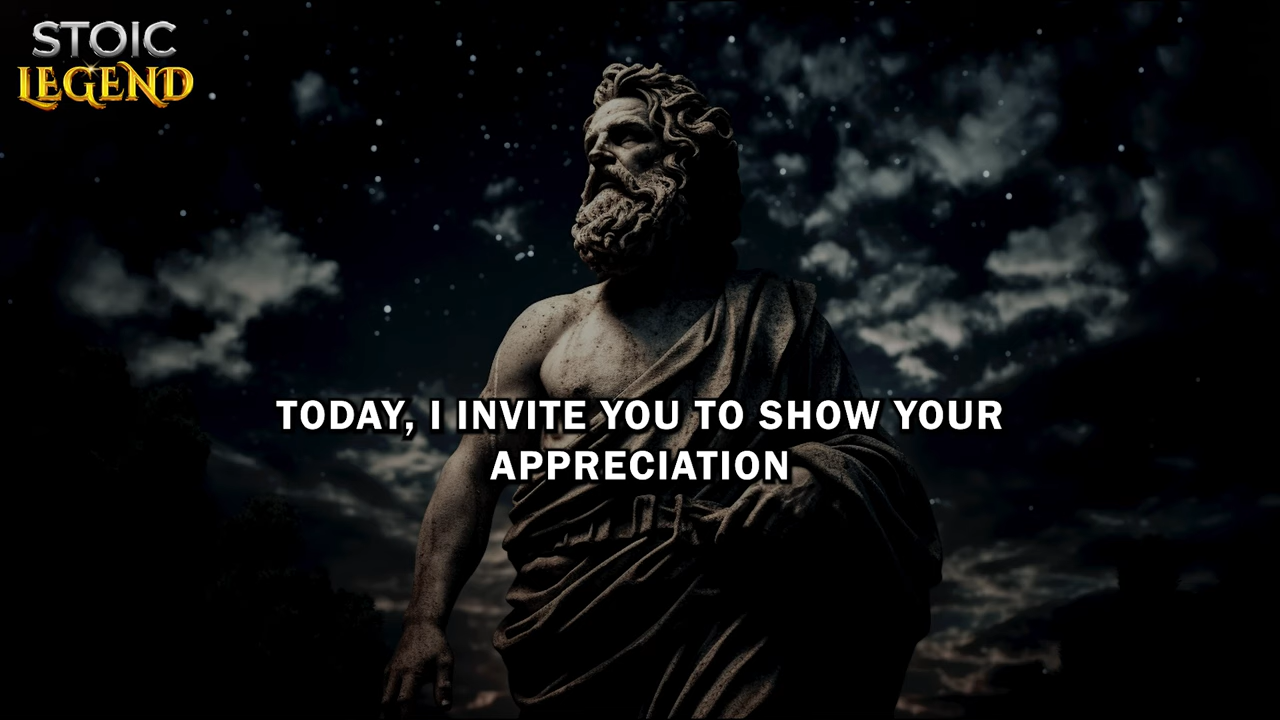 STOIC
LEGEND
TODAY, I INVITE YOU TO SHOW YOUR
APPRECIATION